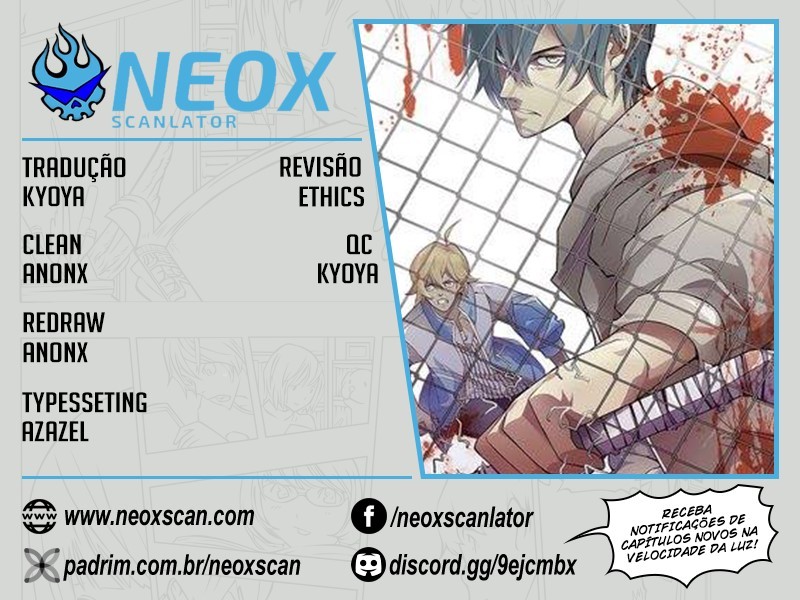 NEOX
SCANLATOR
TRADUÇÃO
KYOYA
REVISÃO
ETHICS
CLEAN
ANONX
QC
KYOYA
REDRAW
ANONX
TYPESSETING
AZAZEL
www www.neoxscan.com
f /neoxscanlator
padrim.com.br/neoxscan
discord.gg/9ejcmbx
RECEBA
NOTIFICAÇÕES DE
CAPÍTULOS NOVOS NA
VELOCIDADE DA LUZ!